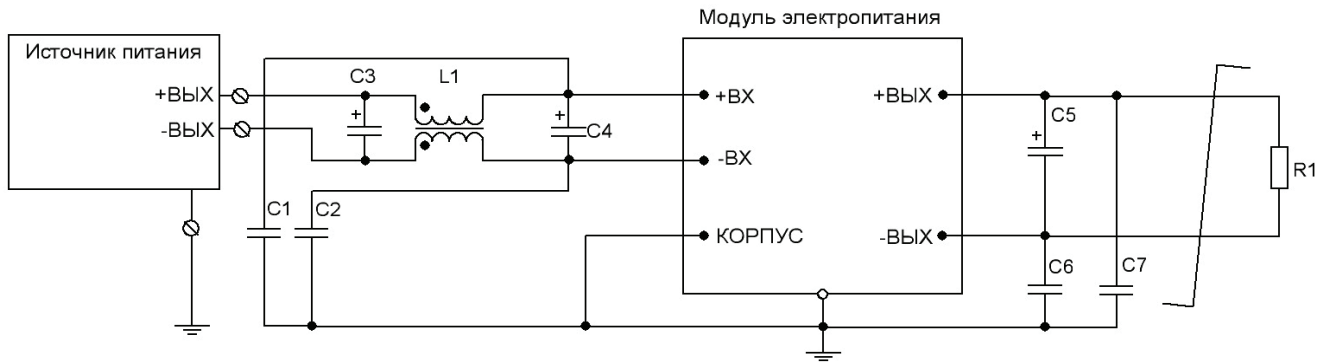 Модуль электропитания
Источник питания
+ВЫХ
-ВЫХ
C3
L1
+
+
C4
C1
C2
+ВХ
-ВХ
КОРПУС
+ВЫХ
-ВЫХ
C5
+
C6
C7
R1